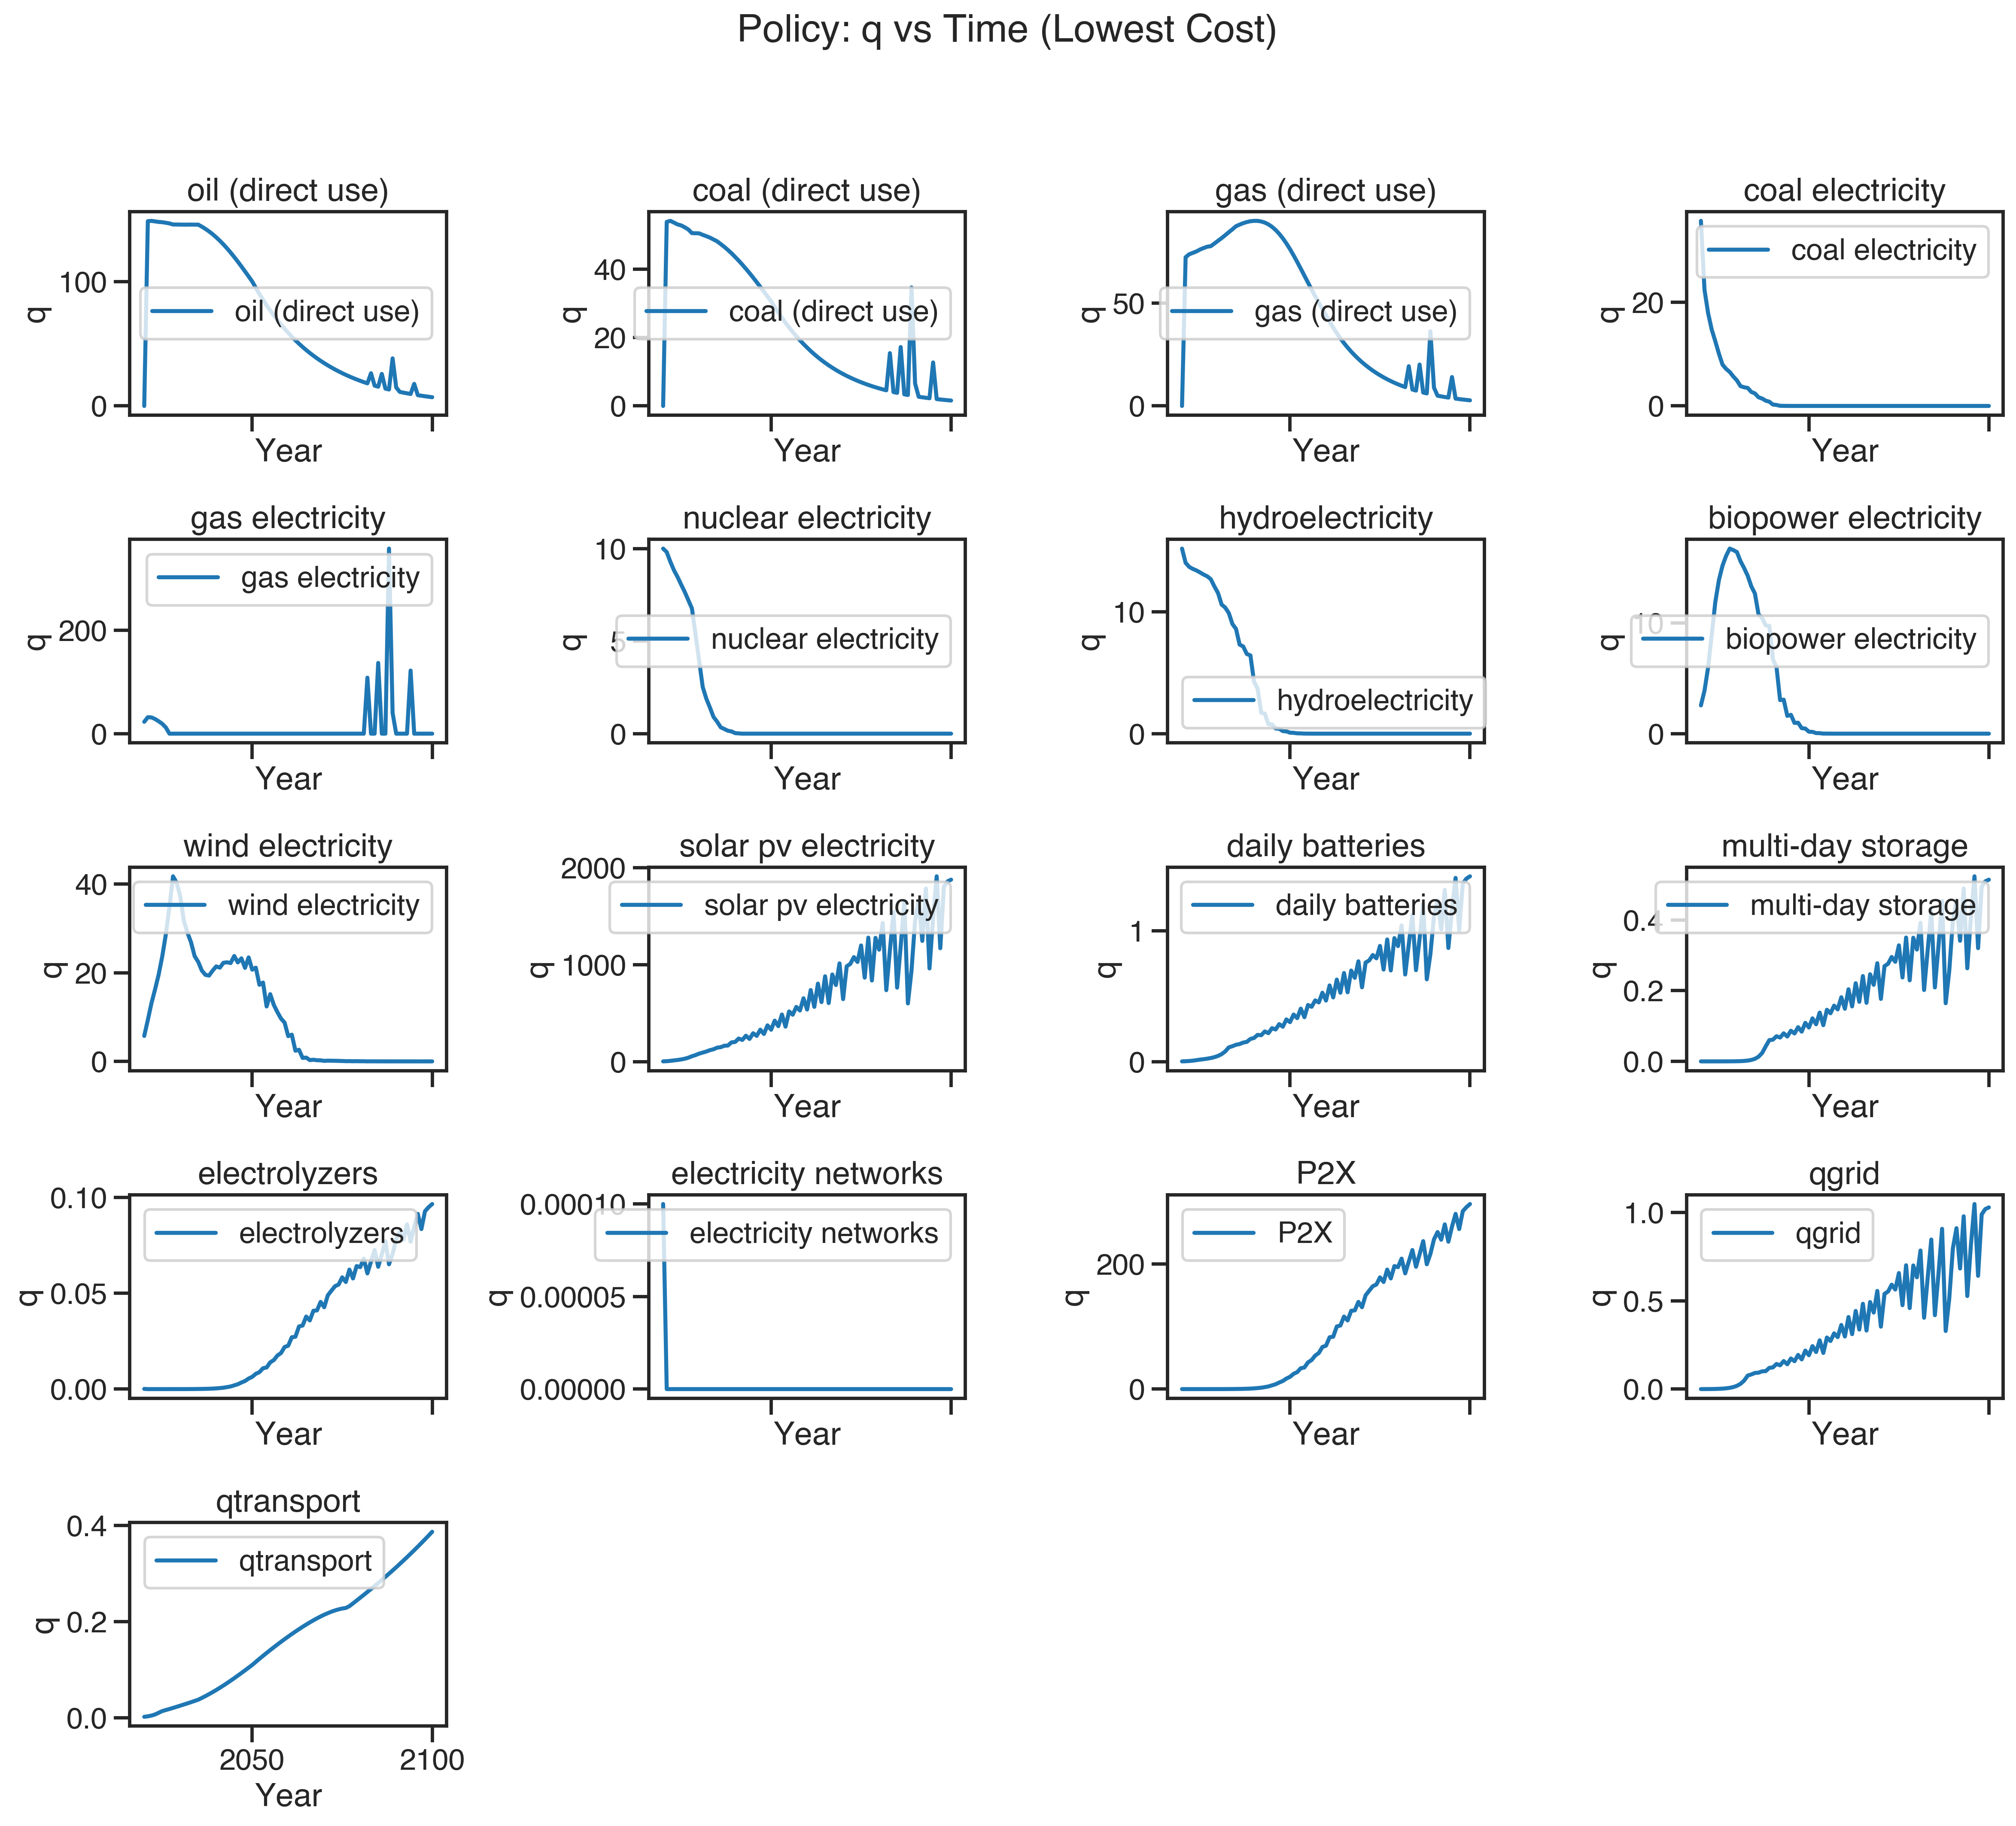 Policy: q vs Time (Lowest Cost)
oil (direct use)
100
0
q
oil (direct use)
Year
coal (direct use)
40
20
0
q
coal (direct use)
Year
gas (direct use)
50
0
q
gas (direct use)
Year
coal electricity
20
0
q
coal electricity
Year
gas electricity
200
0
q
gas electricity
Year
nuclear electricity
10
5
0
q
nuclear electricity
Year
hydroelectricity
10
0
q
hydroelectricity
Year
biopower electricity
10
0
q
biopower electricity
Year
wind electricity
40
20
0
q
wind electricity
Year
solar pv electricity
2000
1000
0
q
solar pv electricity
Year
daily batteries
1
0
q
daily batteries
Year
multi-day storage
0.4
0.2
0.0
q
multi-day storage
Year
electrolyzers
0.10
0.05
0.00
q
electrolyzers
Year
electricity networks
0.00010
0.00005
0.00000
q
electricity networks
Year
P2X
200
0
q
P2X
Year
qgrid
1.0
0.5
0.0
q
qgrid
Year
qtransport
0.4
0.2
0.0
q
qtransport
2050 2100
Year